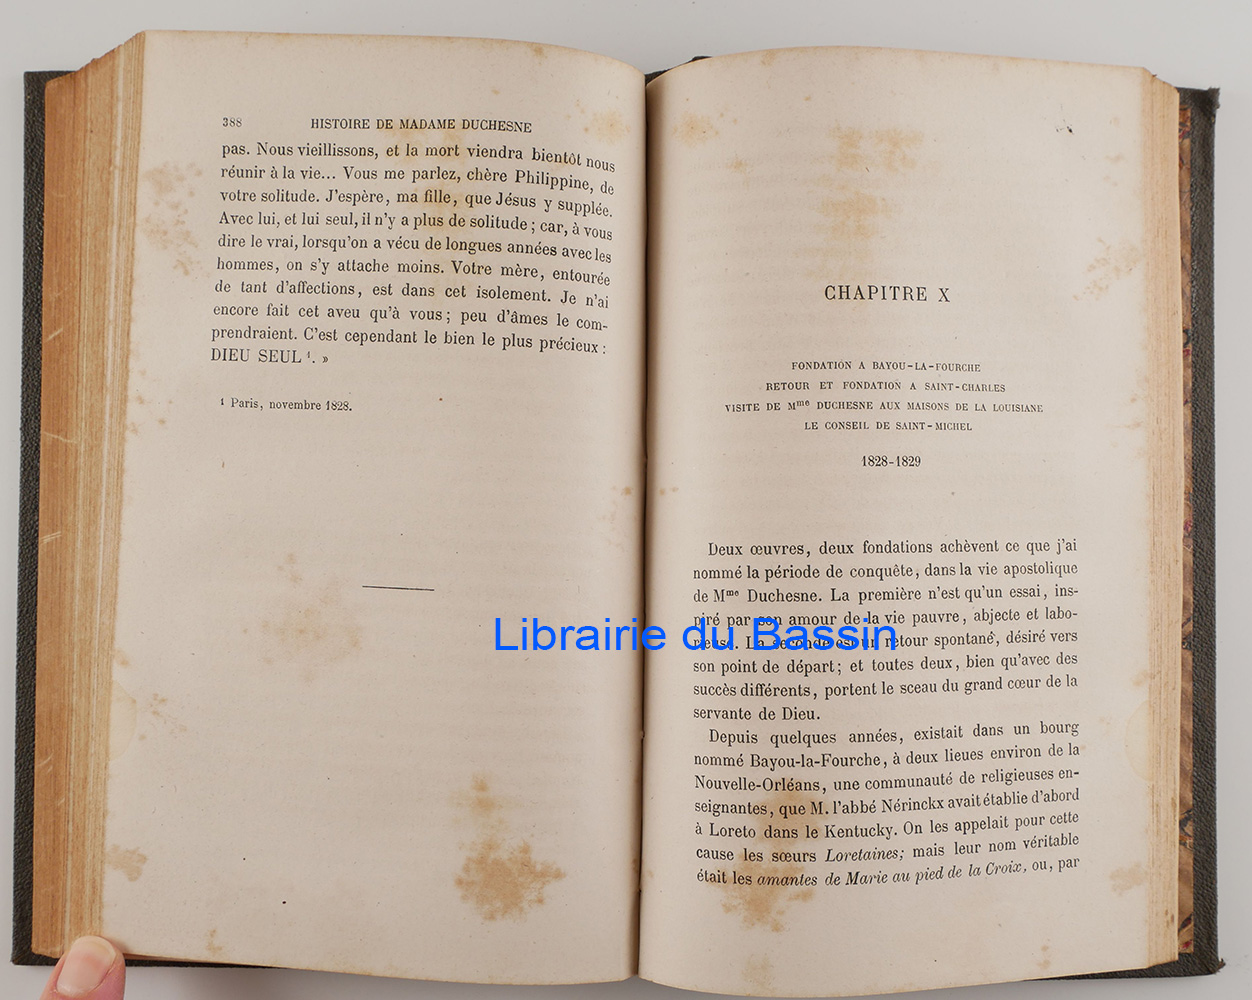 388 HISTOIRE DE MADAME DUCHESNE
pas. Nous vieillissons, et la mort viendra bientôt nous
réunir à la vie... Vous me parlez, chère Philippine, de
votre solitude. J'espère, ma fille, que Jésus y supplée.
Avec lui, et lui seul, il n'y a plus de solitude ; car, à vous
dire le vrai, lorsqu'on a vécu de longues années avec les
hommes, on s'y attache moins. Votre mère, entourée
de tant d'affections, est dans cet isolement. Je n'ai
encore fait cet aveu qu'à vous ; peu d'âmes le com-
prendraient. C'est cependant le bien le plus précieux :
DIEU SEUL ¹. »
1 Paris, novembre 1828.
CHAPITRE X
FONDATION A BAYOU-LA-FOURCHE
RETOUR ET FONDATION A SAINT-CHARLES
VISITE DE Mme DUCHESNE AUX MAISONS DE LA LOUISIANE
LE CONSEIL DE SAINT-MICHEL
1828-1829
Deux œuvres, deux fondations achèvent ce que j'ai
nommé la période de conquête, dans la vie apostolique
de Mme Duchesne. La première n'est qu'un essai, ins-
piré par son amour de la vie pauvre, abjecte et labo-
rieuse. La seconde est un retour spontané, désiré vers
son point de départ; et toutes deux, bien qu'avec des
succès différents, portent le sceau du grand cœur de la
servante de Dieu.
Depuis quelques années, existait dans un bourg
nommé Bayou-la-Fourche, à deux lieues environ de la
Nouvelle-Orléans, une communauté de religieuses en-
seignantes, que M. l'abbé Nérinckx avait établie d'abord
à Loreto dans le Kentucky. On les appelait pour cette
cause les sœurs Loretaines; mais leur nom véritable
était les amantes de Marie au pied de la Croix, ou, par
Librairie du Bassin